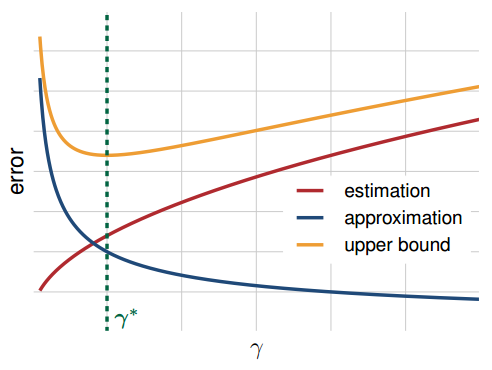 error
estimation
approximation
upper bound
γ*
γ